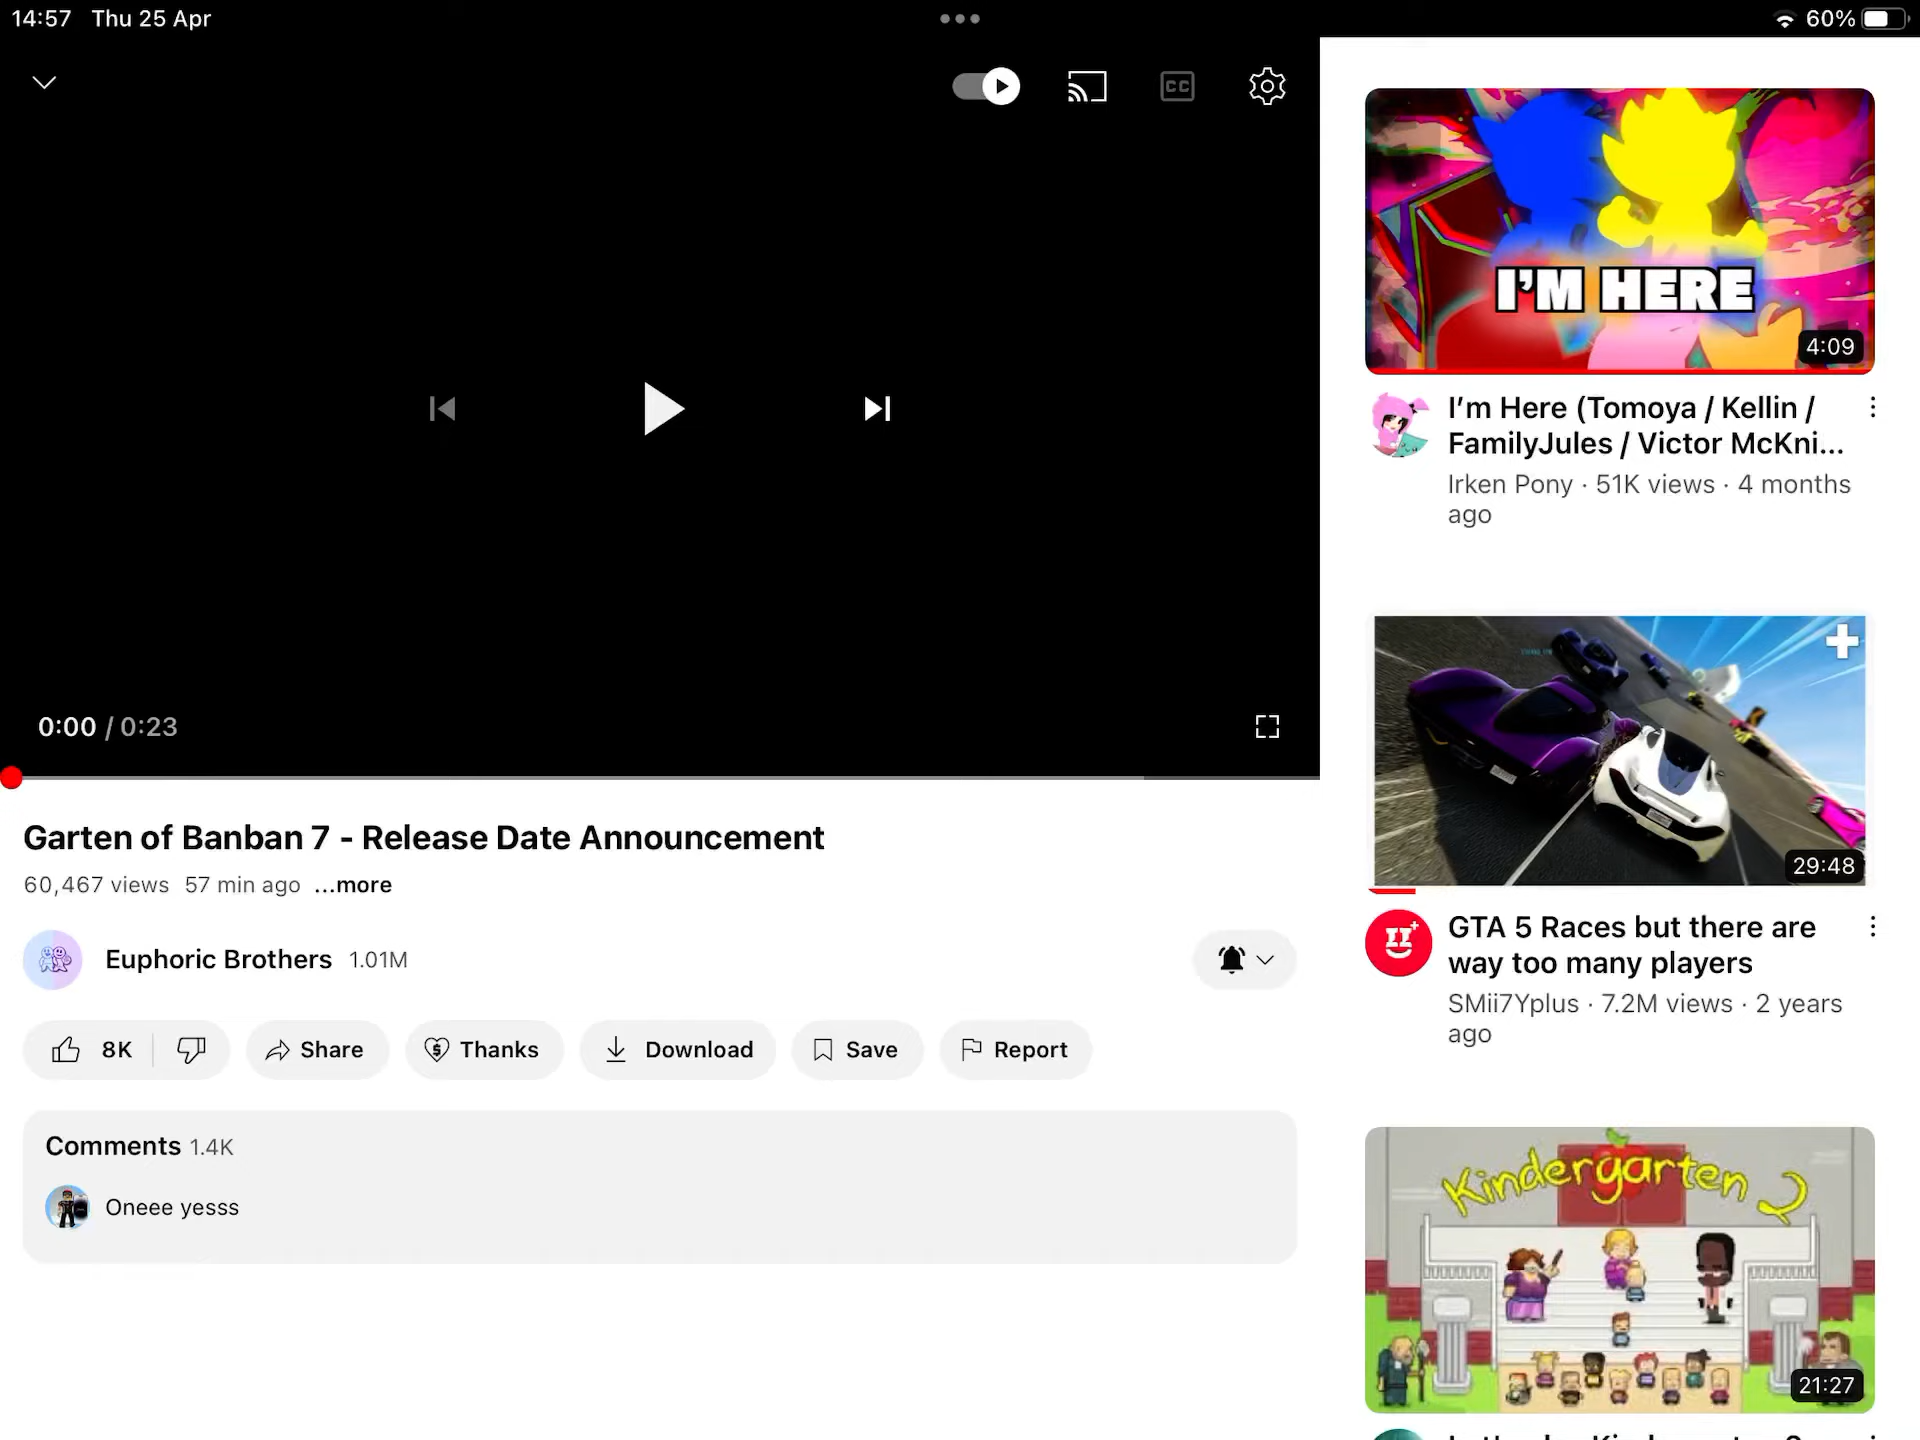 14:57 Thu 25 Apr
60%
CC
0:00 / 0:23
Garten of Banban 7 - Release Date Announcement
60,467 views 57 min ago ...more
Euphoric Brothers 1.01M
8K Share Thanks Download Save Report
Comments 1.4K
Oneee yesss
I'M HERE
4:09
I'm Here (Tomoya / Kellin /
FamilyJules / Victor McKni...
Irken Pony · 51K views · 4 months
ago
29:48
GTA 5 Races but there are
way too many players
SMii7Yplus · 7.2M views · 2 years
ago
Kindergarten 2
21:27